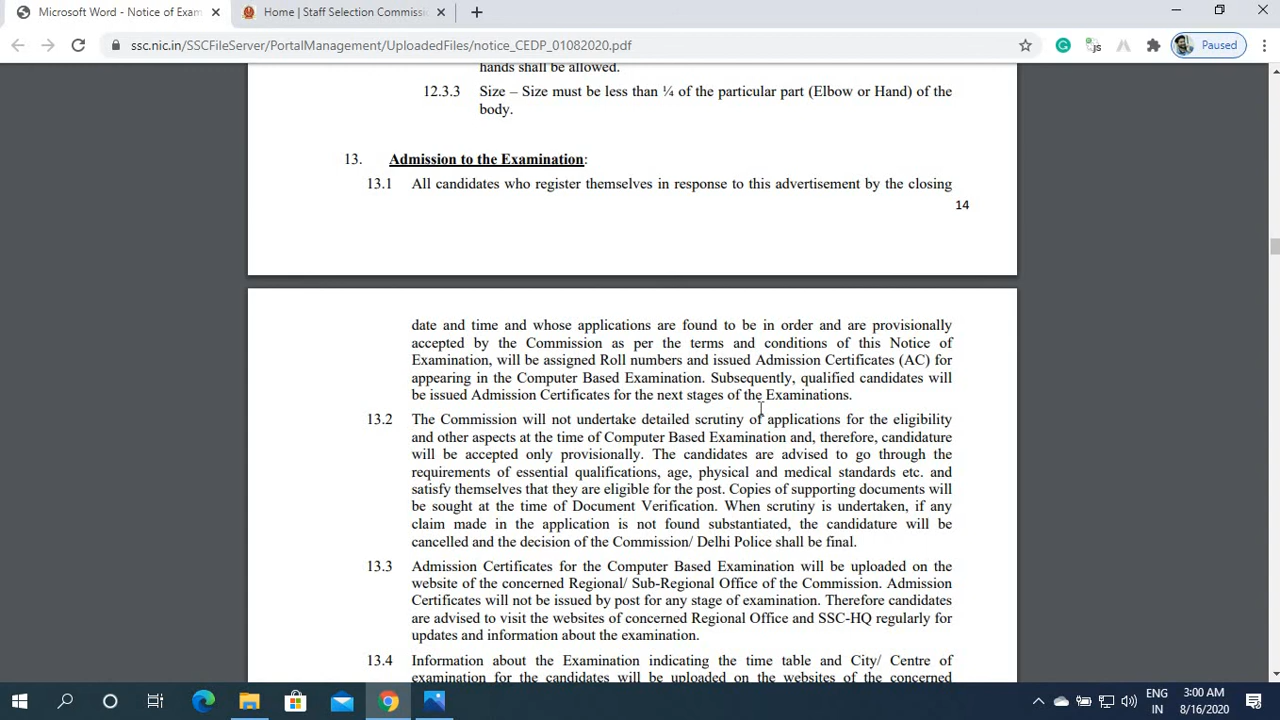 Microsoft Word - Notice of Exam
Home | Staff Selection Commissi
ssc.nic.in/SSCFileServer/PortalManagement/UploadedFiles/notice_CEDP_01082020.pdf
Paused
hands shall be allowed.
12.3.3 Size – Size must be less than ¼ of the particular part (Elbow or Hand) of the
body.
13. Admission to the Examination:
13.1 All candidates who register themselves in response to this advertisement by the closing
14
date and time and whose applications are found to be in order and are provisionally
accepted by the Commission as per the terms and conditions of this Notice of
Examination, will be assigned Roll numbers and issued Admission Certificates (AC) for
appearing in the Computer Based Examination. Subsequently, qualified candidates will
be issued Admission Certificates for the next stages of the Examinations.
13.2 The Commission will not undertake detailed scrutiny of applications for the eligibility
and other aspects at the time of Computer Based Examination and, therefore, candidature
will be accepted only provisionally. The candidates are advised to go through the
requirements of essential qualifications, age, physical and medical standards etc. and
satisfy themselves that they are eligible for the post. Copies of supporting documents will
be sought at the time of Document Verification. When scrutiny is undertaken, if any
claim made in the application is not found substantiated, the candidature will be
cancelled and the decision of the Commission/ Delhi Police shall be final.
13.3 Admission Certificates for the Computer Based Examination will be uploaded on the
website of the concerned Regional/ Sub-Regional Office of the Commission. Admission
Certificates will not be issued by post for any stage of examination. Therefore candidates
are advised to visit the websites of concerned Regional Office and SSC-HQ regularly for
updates and information about the examination.
13.4 Information about the Examination indicating the time table and City/ Centre of
examination for the candidates will be uploaded on the websites of the concerned
ENG
IN
3:00 AM
8/16/2020